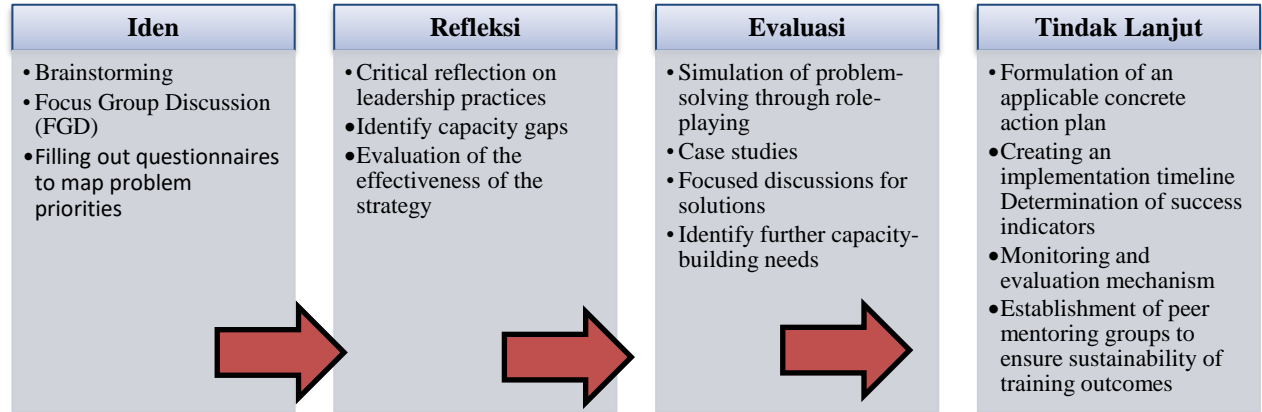 Iden
• Brainstorming
• Focus Group Discussion
(FGD)
•Filling out questionnaires
to map problem
priorities
Refleksi
• Critical reflection on
leadership practices
•Identify capacity gaps
•Evaluation of the
effectiveness of the
strategy
Evaluasi
• Simulation of problem-
solving through role-
playing
• Case studies
• Focused discussions for
solutions
• Identify further capacity-
building needs
Tindak Lanjut
• Formulation of an
applicable concrete
action plan
•Creating an
implementation timeline
Determination of success
indicators
•Monitoring and
evaluation mechanism
•Establishment of peer
mentoring groups to
ensure sustainability of
training outcomes